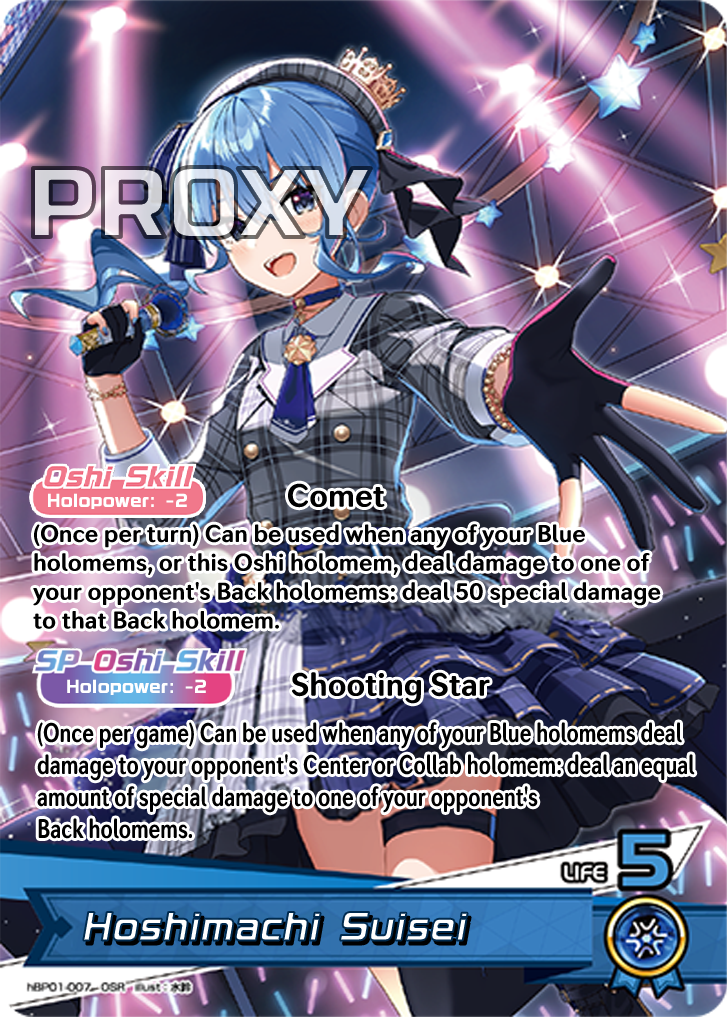 PROXY
Oshi Skill
Holopower: -2
Comet
(Once per turn) Can be used when any of your Blue
holomems, or this Oshi holomem, deal damage to one of
your opponent's Back holomems: deal 50 special damage
to that Back holomem.
SP Oshi Skill
Holopower: -2
Shooting Star
(Once per game) Can be used when any of your Blue holomems deal
damage to your opponent's Center or Collab holomem: deal an equal
amount of special damage to one of your opponent's
Back holomems.
LIFE 5
Hoshimachi Suisei
hBP01-007 OSR illust : 水鈴